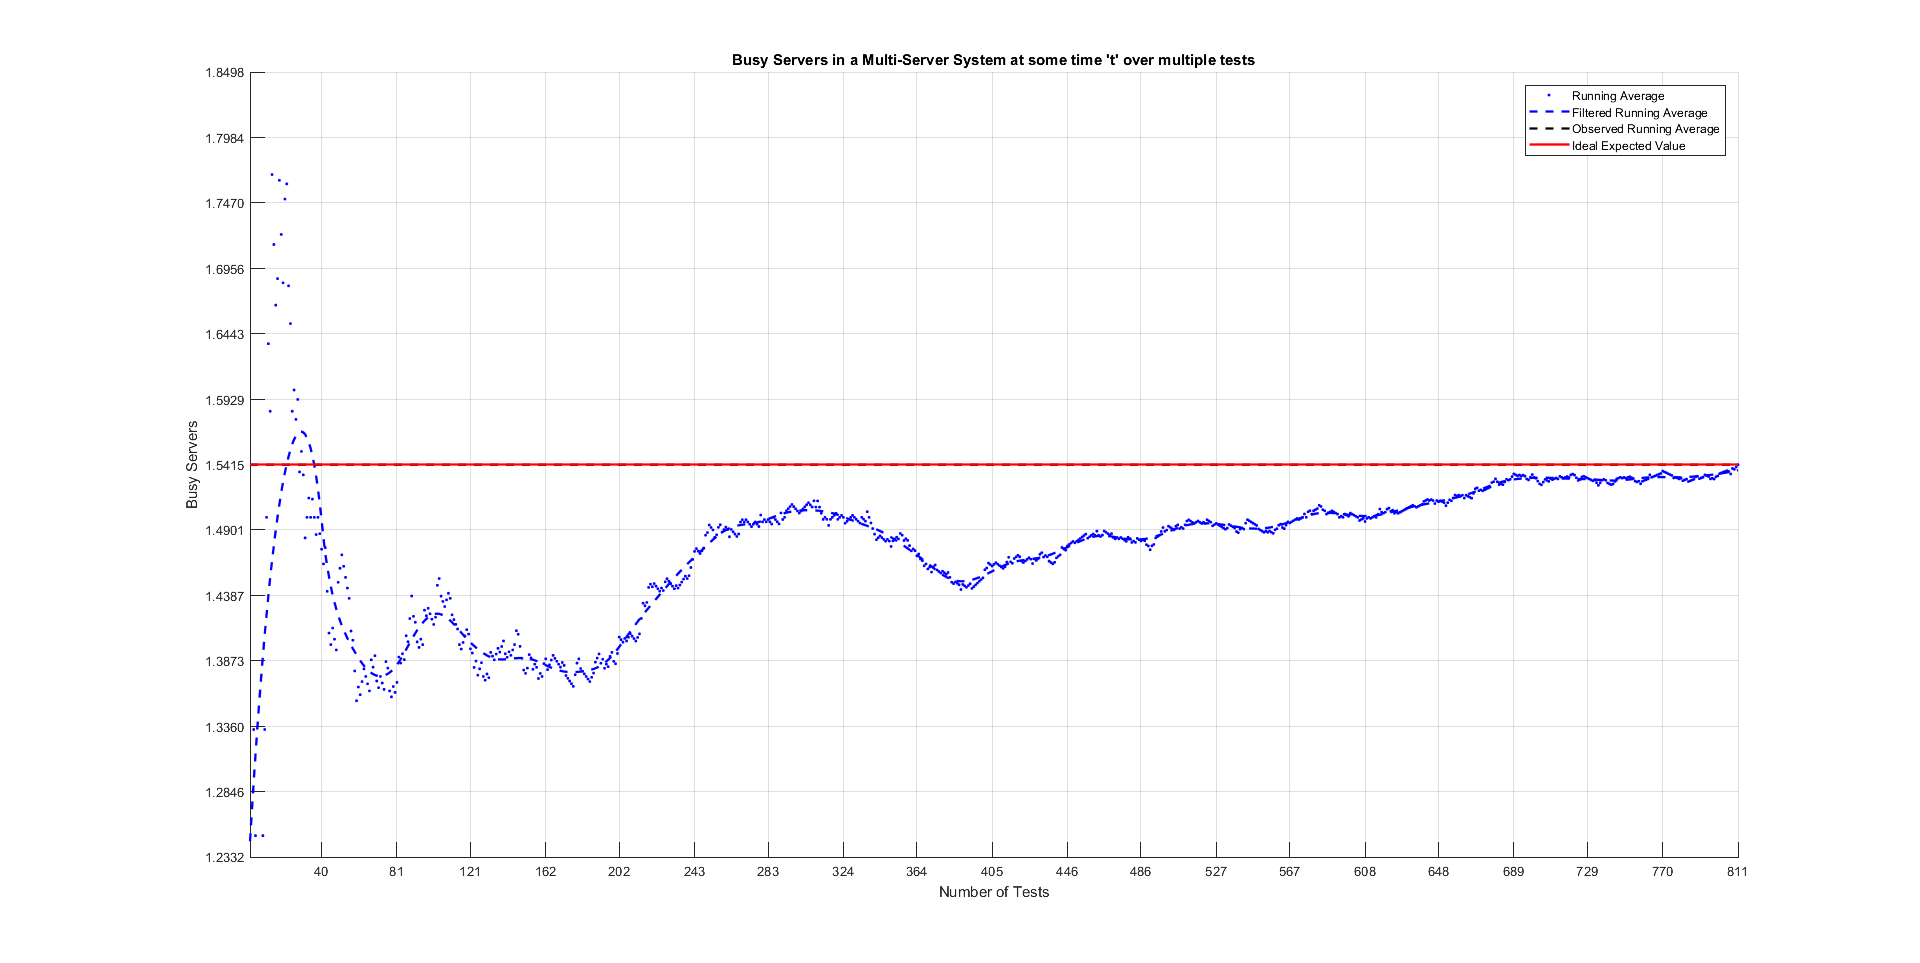 Busy Servers in a Multi-Server System at some time 't' over multiple tests
1.8498
1.7984
1.7470
1.6956
1.6443
1.5929
1.5415
1.4901
1.4387
1.3873
1.3360
1.2846
1.2332
Busy Servers
Running Average
Filtered Running Average
Observed Running Average
Ideal Expected Value
40 81 121 162 202 243 283 324 364 405 446 486 527 567 608 648 689 729 770 811
Number of Tests